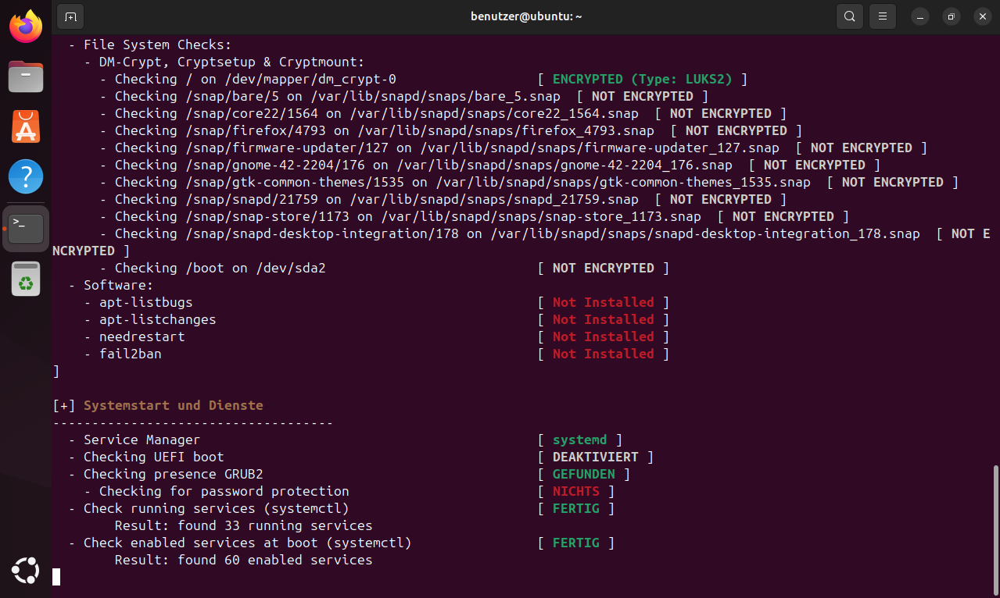 benutzer@ubuntu: ~
- File System Checks:
- DM-Crypt, Cryptsetup & Cryptmount:
- Checking / on /dev/mapper/dm_crypt-0 [ ENCRYPTED (Type: LUKS2) ]
- Checking /snap/bare/5 on /var/lib/snapd/snaps/bare_5.snap [ NOT ENCRYPTED ]
- Checking /snap/core22/1564 on /var/lib/snapd/snaps/core22_1564.snap [ NOT ENCRYPTED ]
- Checking /snap/firefox/4793 on /var/lib/snapd/snaps/firefox_4793.snap [ NOT ENCRYPTED ]
- Checking /snap/firmware-updater/127 on /var/lib/snapd/snaps/firmware-updater_127.snap [ NOT ENCRYPTED ]
- Checking /snap/gnome-42-2204/176 on /var/lib/snapd/snaps/gnome-42-2204_176.snap [ NOT ENCRYPTED ]
- Checking /snap/gtk-common-themes/1535 on /var/lib/snapd/snaps/gtk-common-themes_1535.snap [ NOT ENCRYPTED ]
- Checking /snap/snapd/21759 on /var/lib/snapd/snaps/snapd_21759.snap [ NOT ENCRYPTED ]
- Checking /snap/snap-store/1173 on /var/lib/snapd/snaps/snap-store_1173.snap [ NOT ENCRYPTED ]
- Checking /snap/snapd-desktop-integration/178 on /var/lib/snapd/snaps/snapd-desktop-integration_178.snap [ NOT E
NCRYPTED ]
- Checking /boot on /dev/sda2 [ NOT ENCRYPTED ]
- Software:
- apt-listbugs [ Not Installed ]
- apt-listchanges [ Not Installed ]
- needrestart [ Not Installed ]
- fail2ban [ Not Installed ]
]
[+] Systemstart und Dienste
------------------------------------
- Service Manager [ systemd ]
- Checking UEFI boot [ DEAKTIVIERT ]
- Checking presence GRUB2 [ GEFUNDEN ]
- Checking for password protection [ NICHTS ]
- Check running services (systemctl) [ FERTIG ]
Result: found 33 running services
- Check enabled services at boot (systemctl) [ FERTIG ]
Result: found 60 enabled services